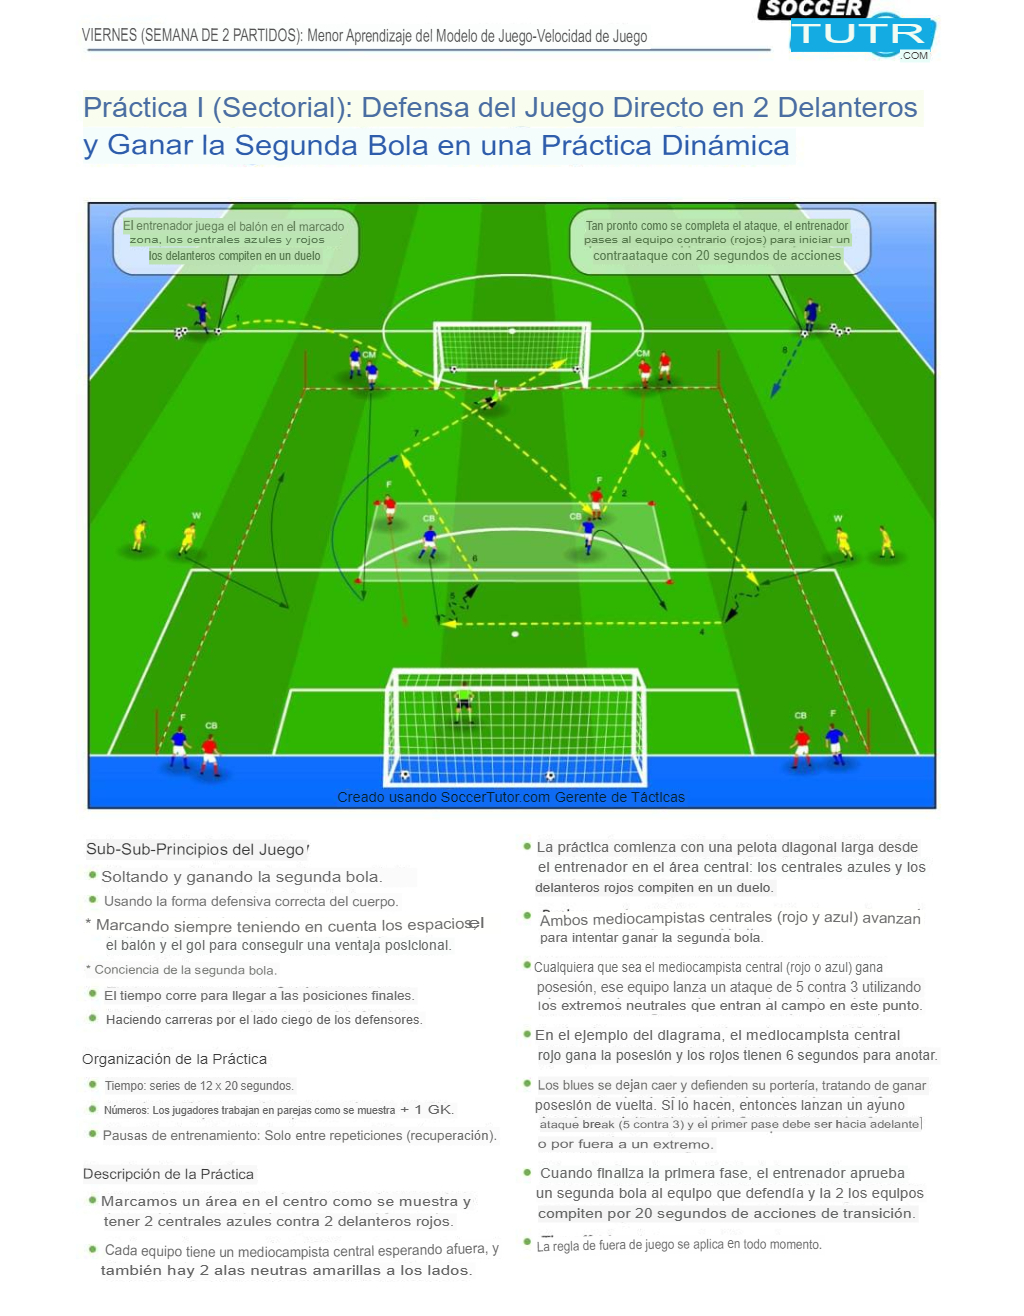 SOCCER
TUTR
.COM
VIERNES (SEMANA DE 2 PARTIDOS): Menor Aprendizaje del Modelo de Juego-Velocidad de Juego
Práctica I (Sectorial): Defensa del Juego Directo en 2 Delanteros
y Ganar la Segunda Bola en una Práctica Dinámica
El entrenador juega el balón en el marcado
zona, los centrales azules y rojos
los delanteros compiten en un duelo
Tan pronto como se completa el ataque, el entrenador
pases al equipo contrario (rojos) para iniciar un
contraataque con 20 segundos de acciones
1
8
CM
CM
7
3
F
F
2
W
CB
CB
W
6
5
4
F
CB
CB
F
Creado usando SoccerTutor.com Gerente de Tácticas
Sub-Sub-Principios del Juego
Soltando y ganando la segunda bola.
Usando la forma defensiva correcta del cuerpo.
* Marcando siempre teniendo en cuenta los espacios, el
el balón y el gol para conseguir una ventaja posicional.
* Conciencia de la segunda bola.
El tiempo corre para llegar a las posiciones finales.
Haciendo carreras por el lado ciego de los defensores.
Organización de la Práctica
Tiempo: series de 12 x 20 segundos.
Números: Los jugadores trabajan en parejas como se muestra + 1 GK.
Pausas de entrenamiento: Solo entre repeticiones (recuperación).
Descripción de la Práctica
Marcamos un área en el centro como se muestra y
tener 2 centrales azules contra 2 delanteros rojos.
Cada equipo tiene un mediocampista central esperando afuera, y
también hay 2 alas neutras amarillas a los lados.
La práctica comienza con una pelota diagonal larga desde
el entrenador en el área central: los centrales azules y los
delanteros rojos compiten en un duelo.
Ambos mediocampistas centrales (rojo y azul) avanzan
para intentar ganar la segunda bola.
Cualquiera que sea el mediocampista central (rojo o azul) gana
posesión, ese equipo lanza un ataque de 5 contra 3 utilizando
los extremos neutrales que entran al campo en este punto.
En el ejemplo del diagrama, el mediocampista central
rojo gana la posesión y los rojos tienen 6 segundos para anotar.
Los blues se dejan caer y defienden su portería, tratando de ganar
posesión de vuelta. Si lo hacen, entonces lanzan un ayuno
ataque break (5 contra 3) y el primer pase debe ser hacia adelante
o por fuera a un extremo.
Cuando finaliza la primera fase, el entrenador aprueba
un segundo bola al equipo que defendía y la 2 los equipos
compiten por 20 segundos de acciones de transición.
La regla de fuera de juego se aplica en todo momento.